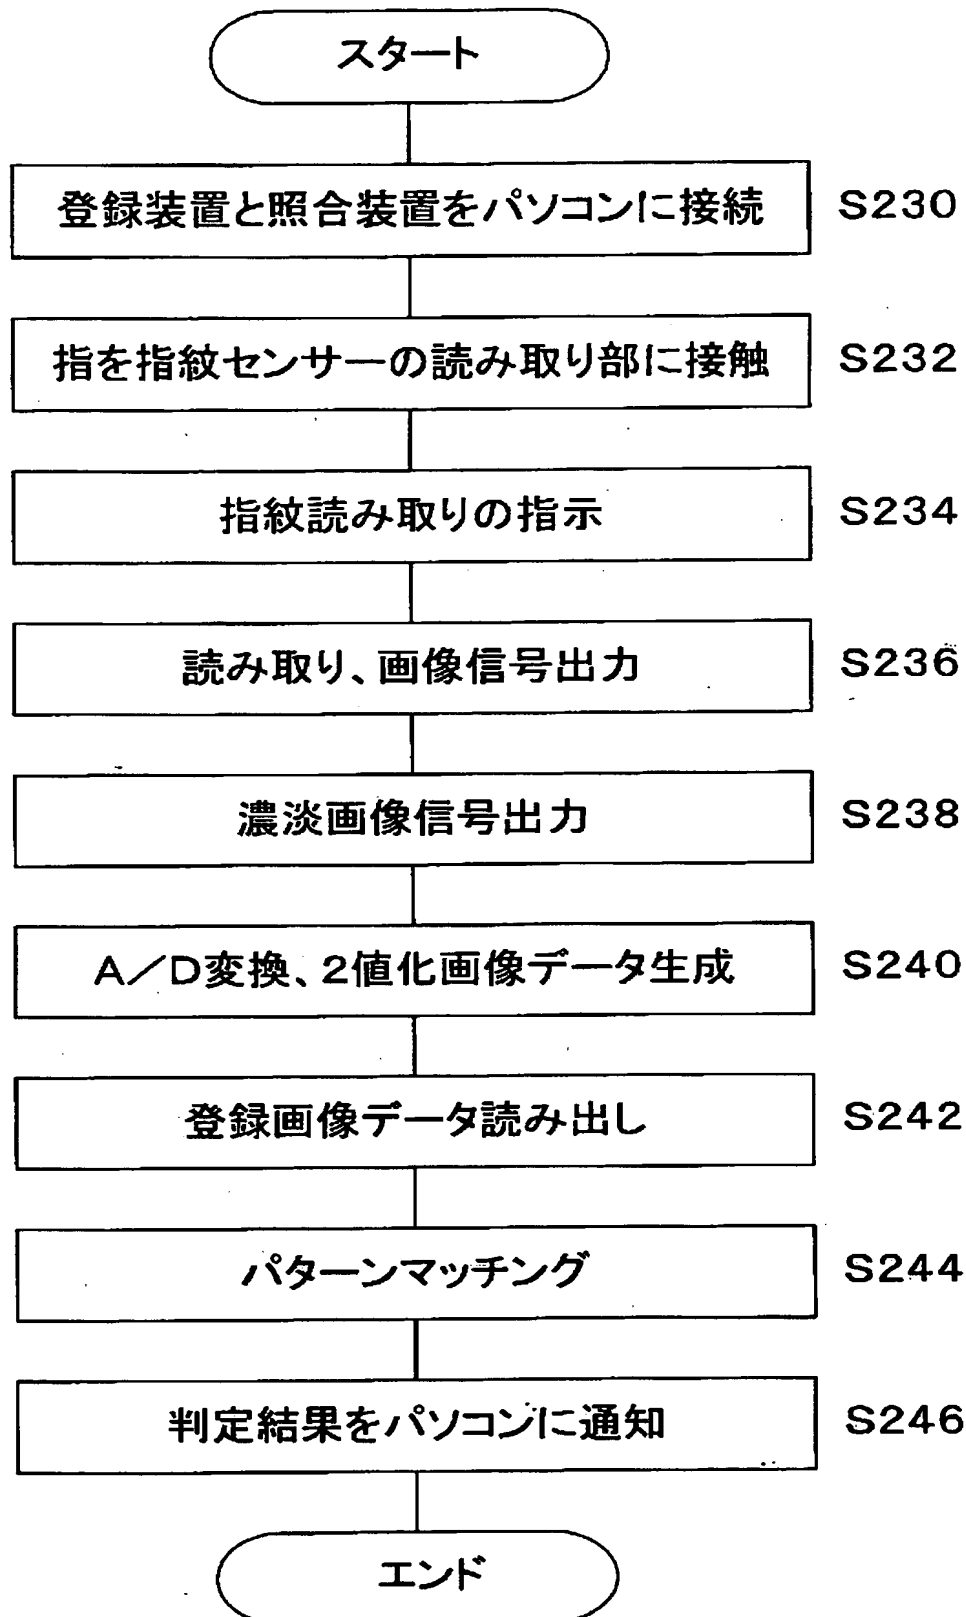 スタート
登録装置と照合装置をパソコンに接続 S230
指を指紋センサーの読み取り部に接触 S232
指紋読み取りの指示 S234
読み取り、画像信号出力 S236
濃淡画像信号出力 S238
A/D変換、2値化画像データ生成 S240
登録画像データ読み出し S242
パターンマッチング S244
判定結果をパソコンに通知 S246
エンド